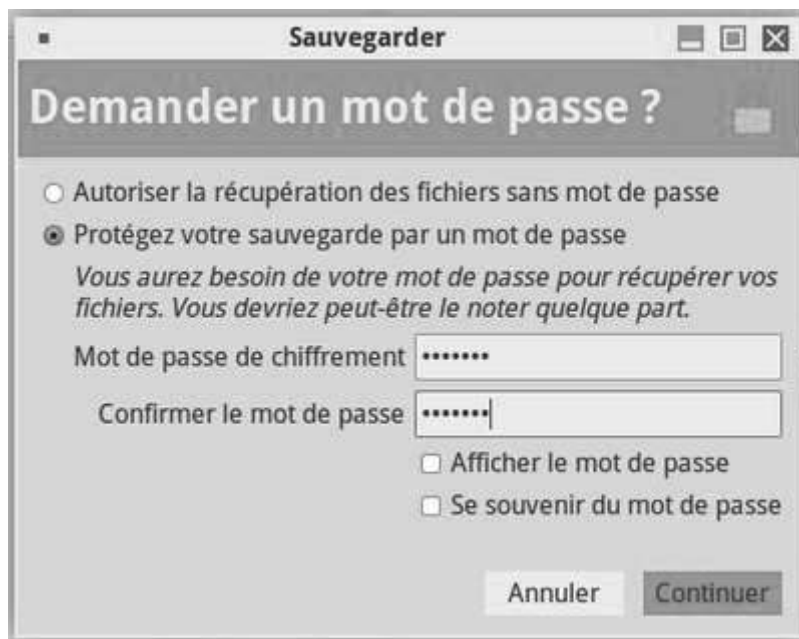 Sauvegarder
Demander un mot de passe ?
Autoriser la récupération des fichiers sans mot de passe
Protégez votre sauvegarde par un mot de passe
Vous aurez besoin de votre mot de passe pour récupérer vos
fichiers. Vous devriez peut-être le noter quelque part.
Mot de passe de chiffrement •••••••
Confirmer le mot de passe •••••••
Afficher le mot de passe
Se souvenir du mot de passe
Annuler Continuer